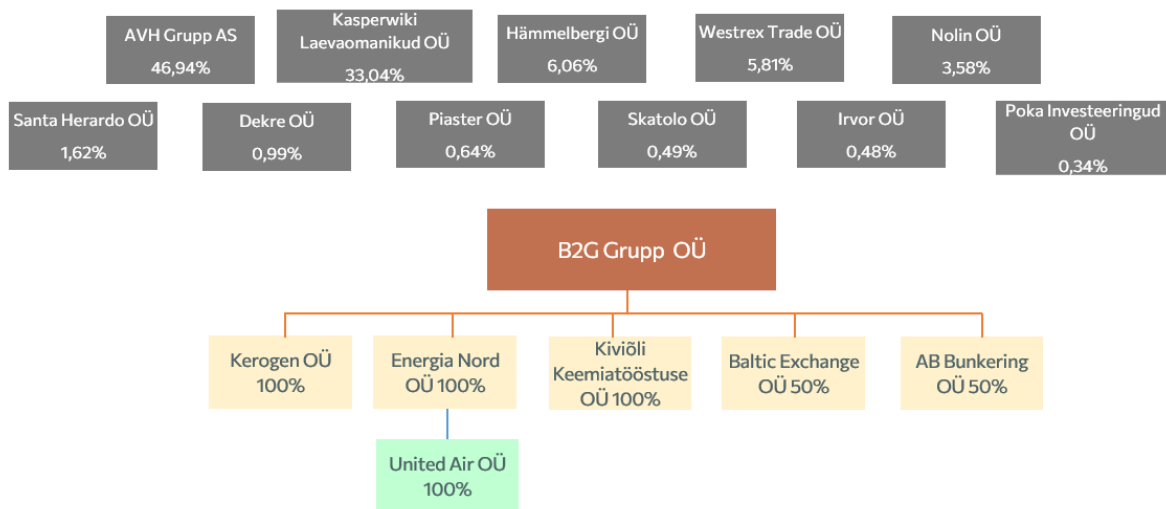 AVH Grupp AS
46,94%
Kasperwiki
Laevaomanikud OÜ
33,04%
Hämmelbergi OÜ
6,06%
Westrex Trade OÜ
5,81%
Nolin OÜ
3,58%
Santa Herardo OÜ
1,62%
Dekre OÜ
0,99%
Piaster OÜ
0,64%
Skatolo OÜ
0,49%
Irvor OÜ
0,48%
Poka Investeeringud
OÜ
0,34%
B2G Grupp OÜ
Kerogen OÜ
100%
Energia Nord
OÜ 100%
Kiviõli
Keemiatööstuse
OÜ 100%
Baltic Exchange
OÜ 50%
AB Bunkering
OÜ 50%
United Air OÜ
100%